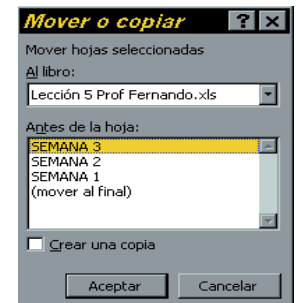 Mover o copiar ? ×
Mover hojas seleccionadas
Al libro:
Lección 5 Prof Fernando.xls
Antes de la hoja:
SEMANA 3
SEMANA 2
SEMANA 1
(mover al final)
Crear una copia
Aceptar Cancelar